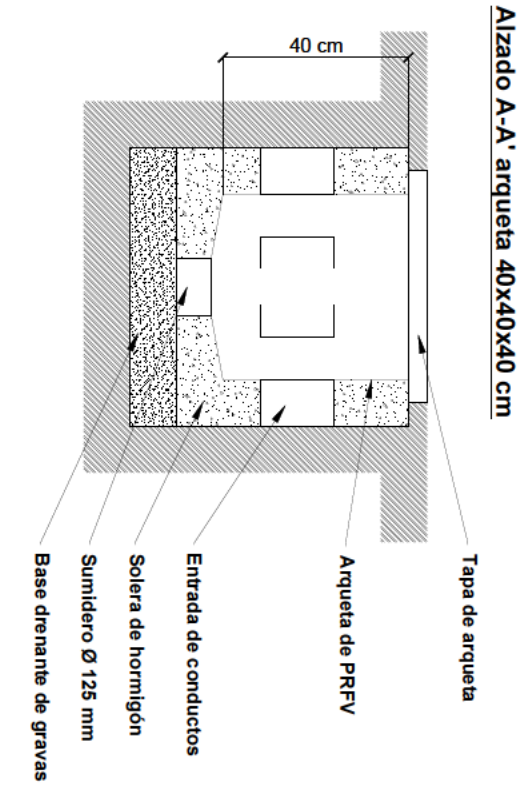 Alzado A-A' arqueta 40x40x40 cm
40 cm
Tapa de arqueta
Arqueta de PRFV
Entrada de conductos
Solera de hormigón
Sumidero Ø 125 mm
Base drenante de gravas